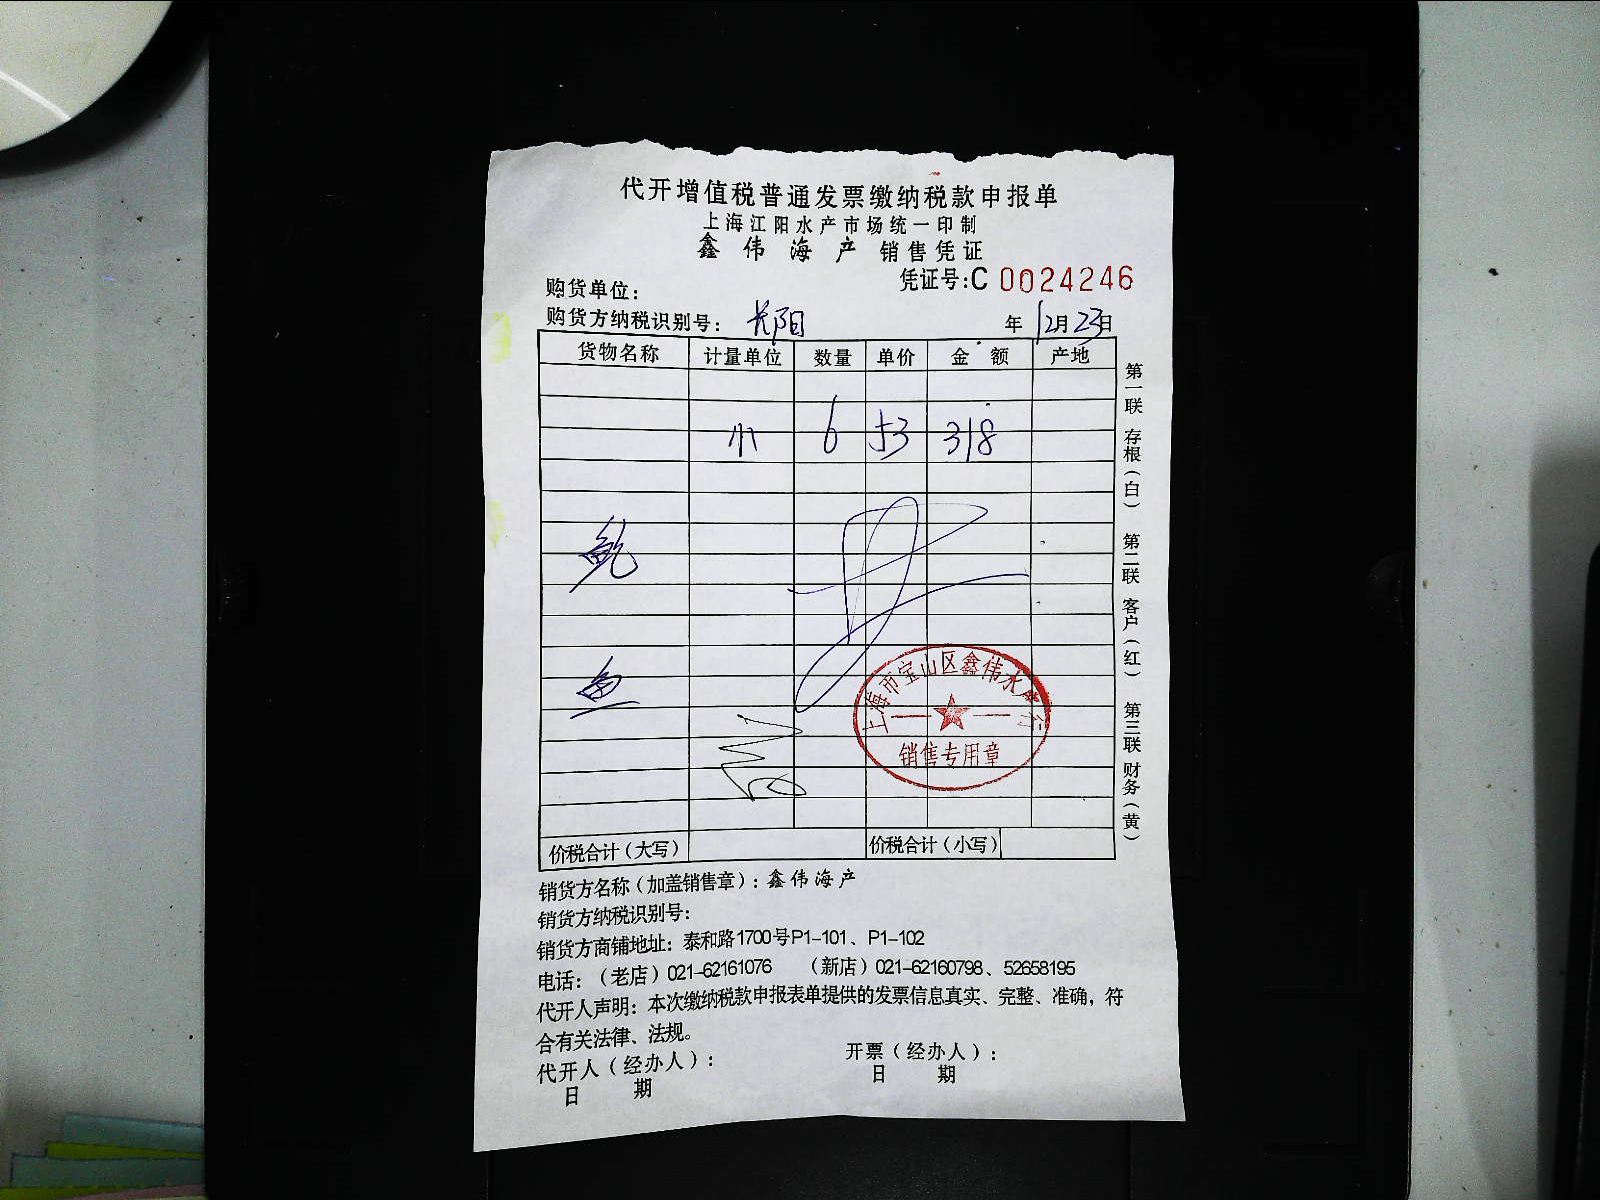 代开增值税普通发票缴纳税款申报单
上海江阳水产市场统一印制
鑫伟海产 销售凭证
凭证号:C 0024246
购货单位:
购货方纳税识别号: 长阳 年 12月23日
货物名称 计量单位 数量 单价 金额 产地
小 6 53 318
鲍
鱼
上海市宝山区鑫伟水产行
销售专用章
价税合计(大写) 价税合计(小写)
第一联 存根(白) 第二联 客户(红) 第三联 财务(黄)
销货方名称(加盖销售章):鑫伟海产
销货方纳税识别号:
销货方商铺地址:泰和路1700号P1-101、P1-102
电话:(老店)021-62161076 (新店)021-62160798、52658195
代开人声明:本次缴纳税款申报表单提供的发票信息真实、完整、准确,符
合有关法律、法规。
代开人(经办人): 开票(经办人):
日 期 日 期